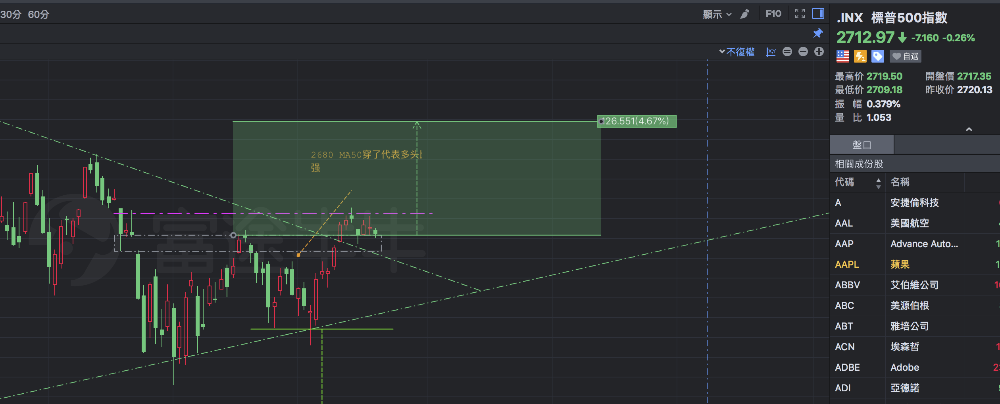 30分 60分
顯示
F10
不復權
X,Y
126.551(4.67%)
2680 MA50穿了代表多头
强
富途牛牛
.INX 標普500指數
2712.97 -7.160 -0.26%
1
自選
最高价 2719.50 開盤價 2717.35
最低价 2709.18 昨收价 2720.13
振幅 0.379%
量比 1.053
盤口
相關成份股
代碼 名稱
A 安捷倫科技
AAL 美國航空
AAP Advance Auto...
AAPL 蘋果
ABBV 艾伯維公司
ABC 美源伯根
ABT 雅培公司
ACN 埃森哲
ADBE Adobe
ADI 亞德諾